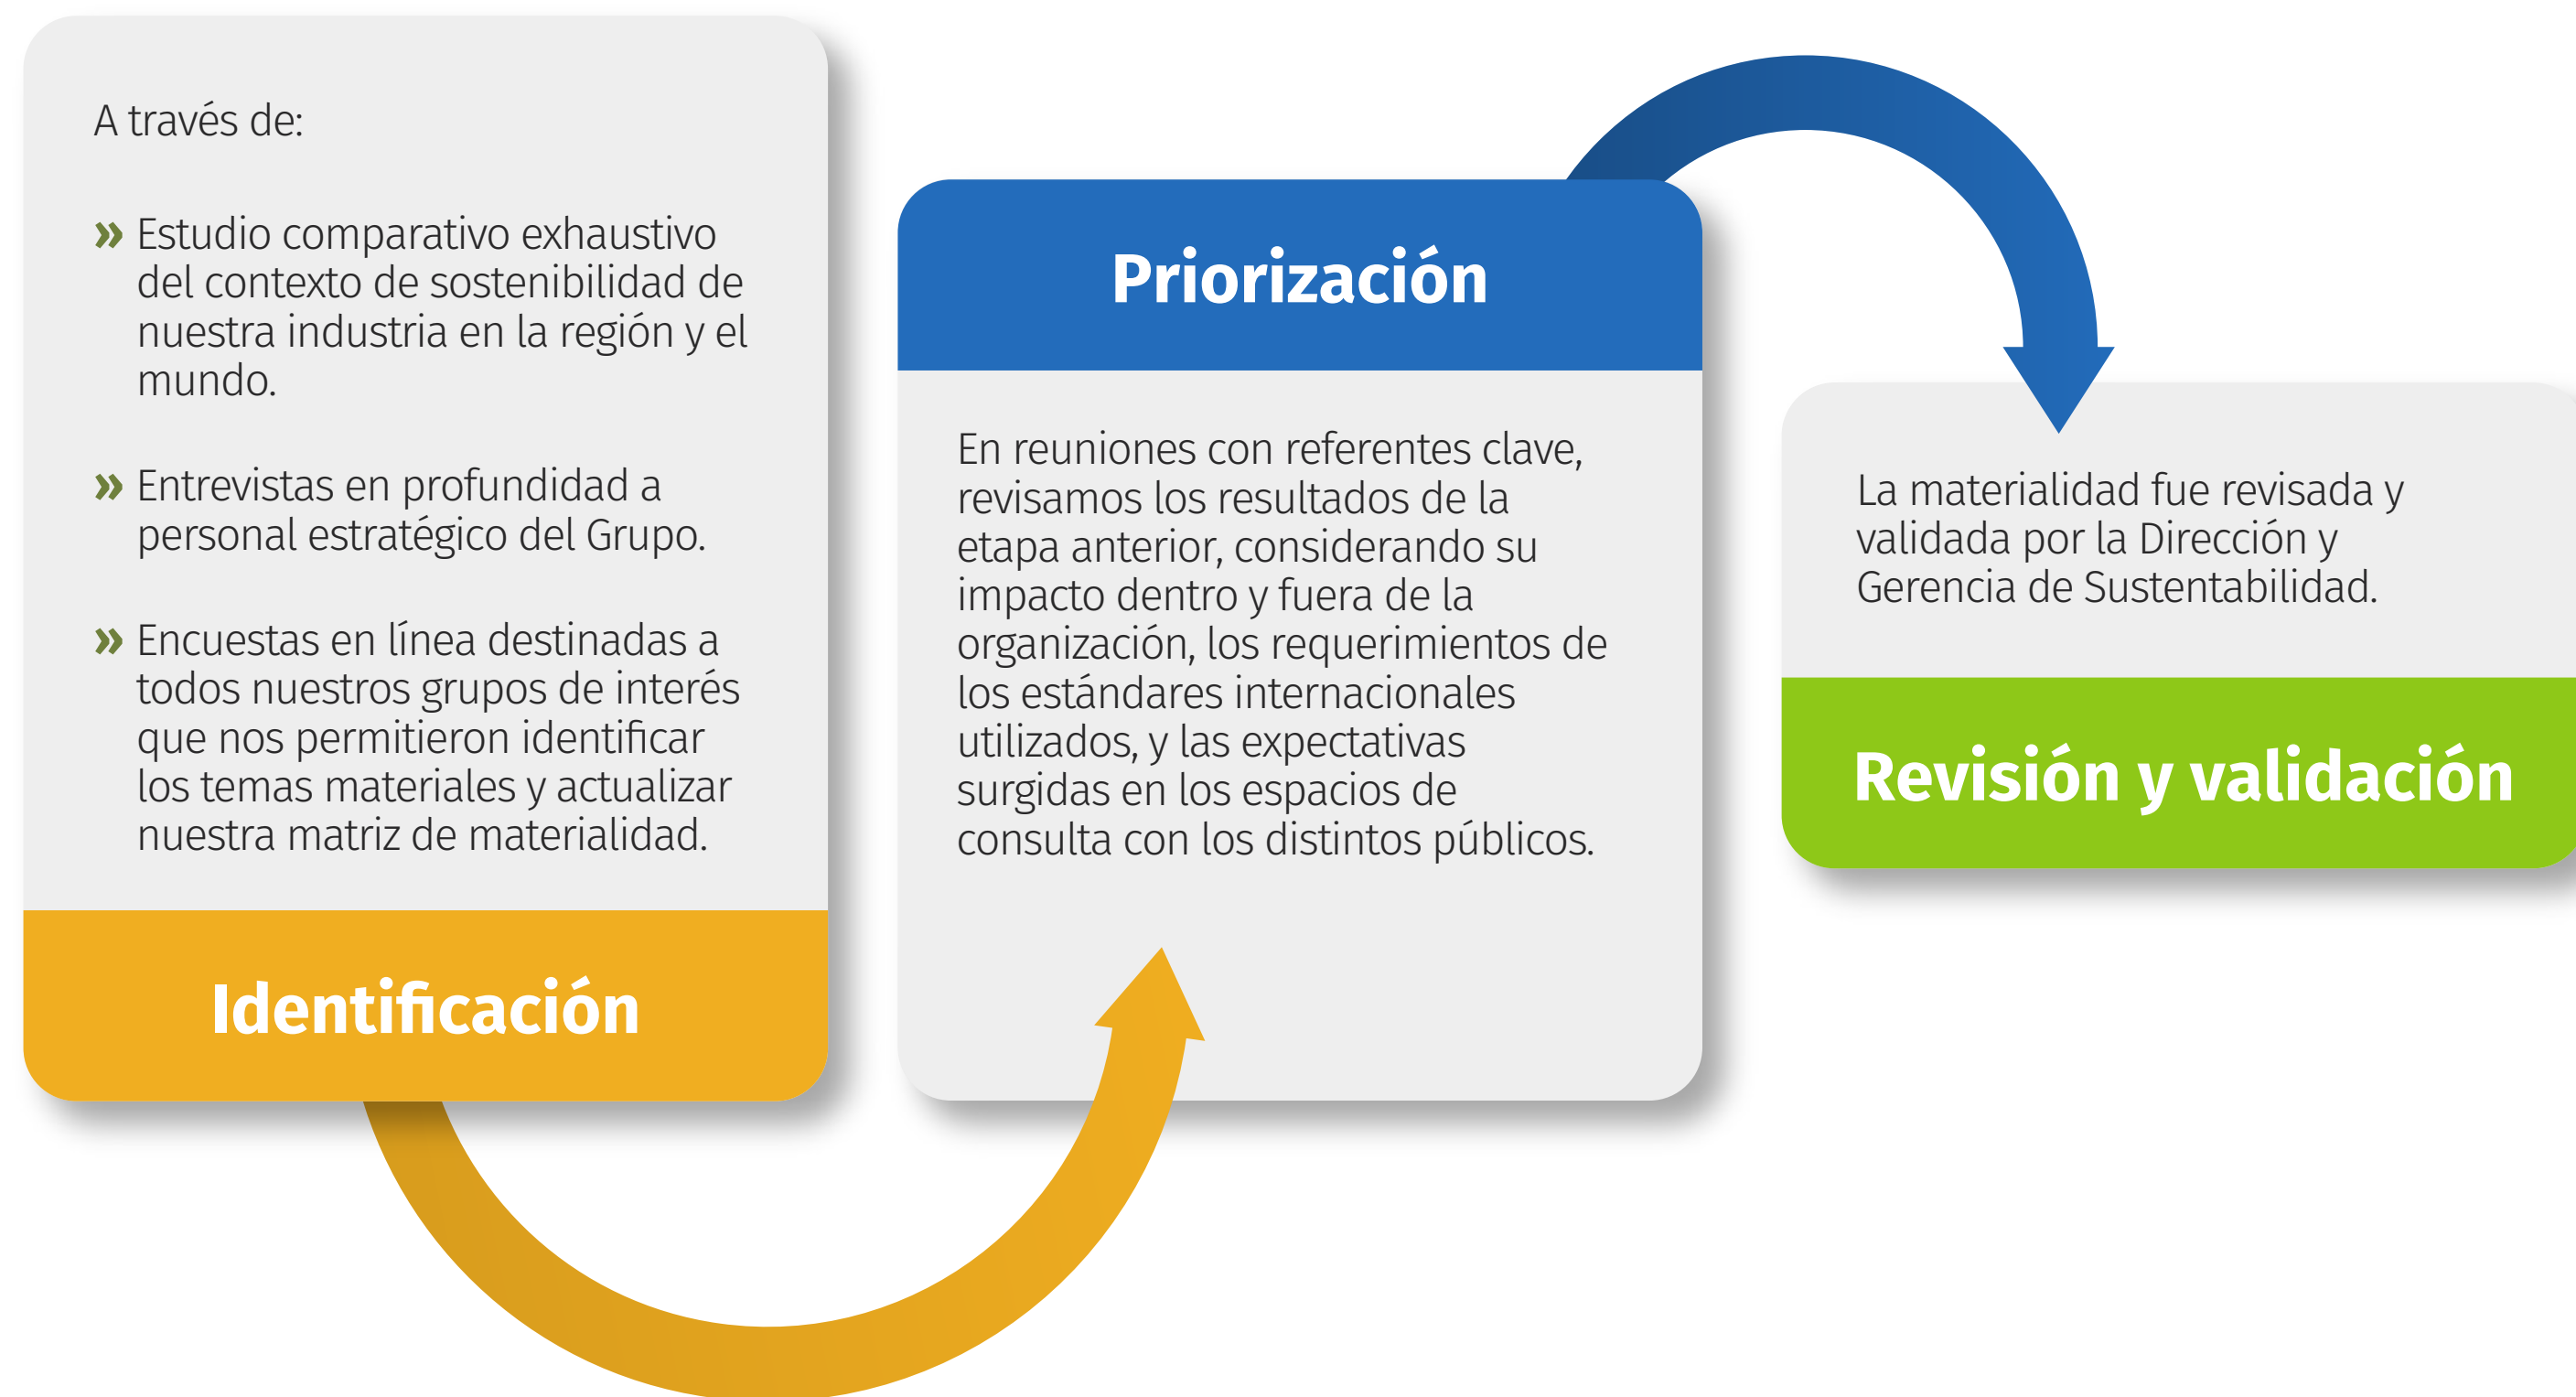 A través de:
» Estudio comparativo exhaustivo
del contexto de sostenibilidad de
nuestra industria en la región y el
mundo.
» Entrevistas en profundidad a
personal estratégico del Grupo.
» Encuestas en línea destinadas a
todos nuestros grupos de interés
que nos permitieron identificar
los temas materiales y actualizar
nuestra matriz de materialidad.
Identificación
Priorización
En reuniones con referentes clave,
revisamos los resultados de la
etapa anterior, considerando su
impacto dentro y fuera de la
organización, los requerimientos de
los estándares internacionales
utilizados, y las expectativas
surgidas en los espacios de
consulta con los distintos públicos.
La materialidad fue revisada y
validada por la Dirección y
Gerencia de Sustentabilidad.
Revisión y validación